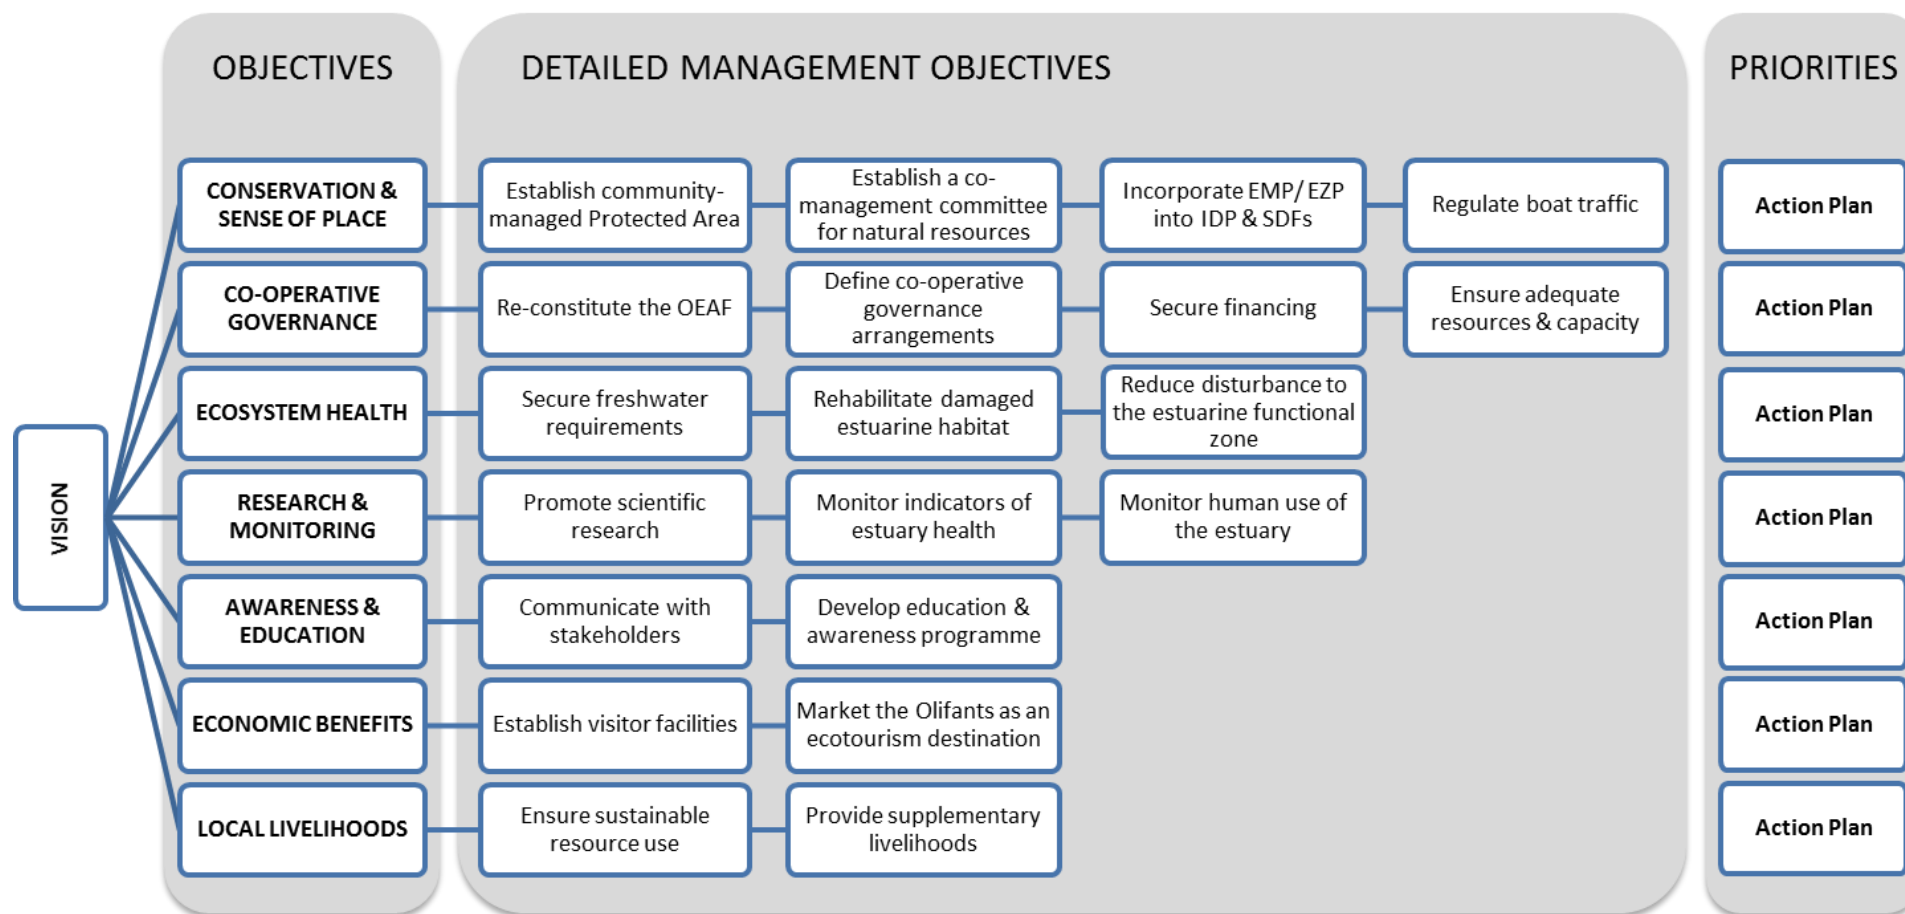 OBJECTIVES
DETAILED MANAGEMENT OBJECTIVES
PRIORITIES
VISION
CONSERVATION &
SENSE OF PLACE
Establish community-
managed Protected Area
Establish a co-
management committee
for natural resources
Incorporate EMP/ EZP
into IDP & SDFs
Regulate boat traffic
Action Plan
CO-OPERATIVE
GOVERNANCE
Re-constitute the OEAF
Define co-operative
governance
arrangements
Secure financing
Ensure adequate
resources & capacity
Action Plan
ECOSYSTEM HEALTH
Secure freshwater
requirements
Rehabilitate damaged
estuarine habitat
Reduce disturbance to
the estuarine functional
zone
Action Plan
RESEARCH &
MONITORING
Promote scientific
research
Monitor indicators of
estuary health
Monitor human use of
the estuary
Action Plan
AWARENESS &
EDUCATION
Communicate with
stakeholders
Develop education &
awareness programme
Action Plan
ECONOMIC BENEFITS
Establish visitor facilities
Market the Olifants as an
ecotourism destination
Action Plan
LOCAL LIVELIHOODS
Ensure sustainable
resource use
Provide supplementary
livelihoods
Action Plan